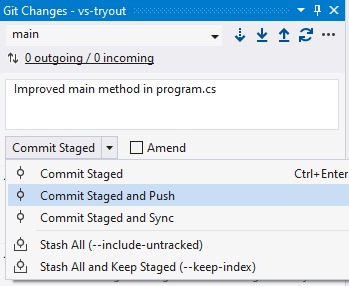 Git Changes - vs-tryout
main
0 outgoing / 0 incoming
Improved main method in program.cs
Commit Staged
Amend
Commit Staged Ctrl+Enter
Commit Staged and Push
Commit Staged and Sync
Stash All (--include-untracked)
Stash All and Keep Staged (--keep-index)